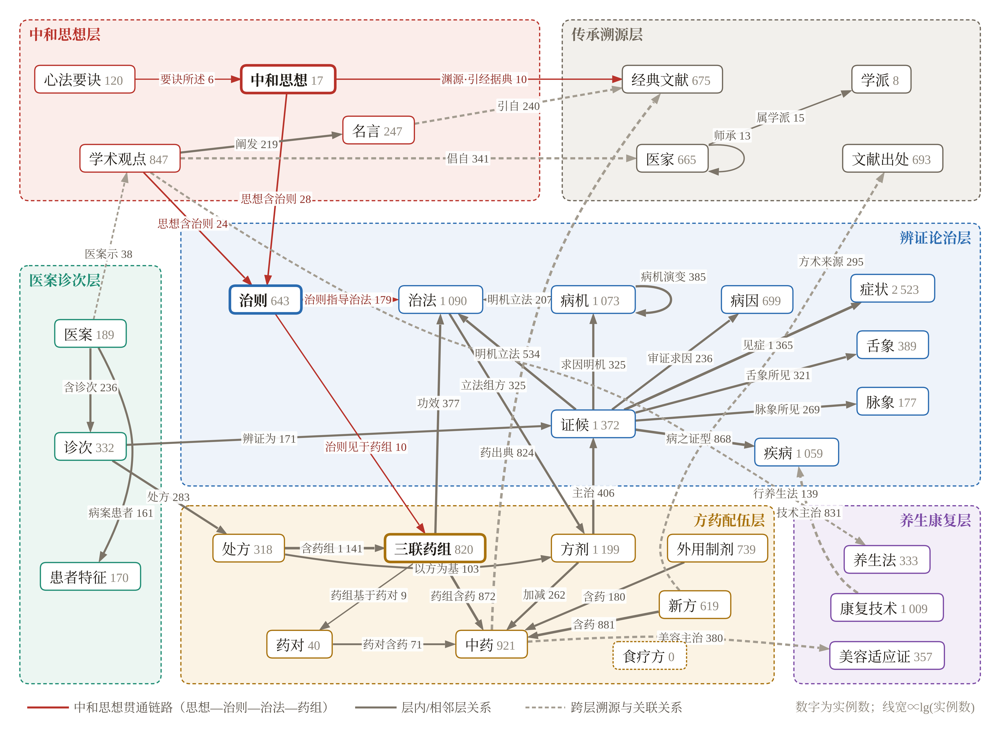 中和思想层
传承溯源层
心法要诀 120
要诀所述 6
中和思想 17
渊源·引经据典 10
经典文献 675
学派 8
引自 240
属学派 15
名言 247
师承 13
阐发 219
学术观点 847
倡自 341
医家 665
文献出处 693
思想含治则 28
思想含治则 24
辨证论治层
医案示 38
方术来源 295
医案诊次层
病机演变 385
症状 2 523
治则 643
治则指导治法 179
治法 1 090
明机立法 207
病机 1 073
病因 699
医案 189
见症 1 365
舌象 389
明机立法 534
求因明机 325
审证求因 236
舌象所见 321
含诊次 236
立法组方 325
功效 377
脉象 177
脉象所见 269
证候 1 372
辨证为 171
病之证型 868
诊次 332
治则见于药组 10
药出典 824
疾病 1 059
处方 283
主治 406
行养生法 139
病案患者 161
技术主治 831
方药配伍层
养生康复层
处方 318
含药组 1 141
三联药组 820
方剂 1 199
外用制剂 739
养生法 333
以方为基 103
患者特征 170
药组基于药对 9
药组含药 872
加减 262
含药 180
新方 619
康复技术 1 009
含药 881
药对 40
药对含药 71
中药 921
美容主治 380
食疗方 0
美容适应证 357
中和思想贯通链路（思想—治则—治法—药组）
层内/相邻层关系
跨层溯源与关联关系
数字为实例数；线宽∝lg(实例数)